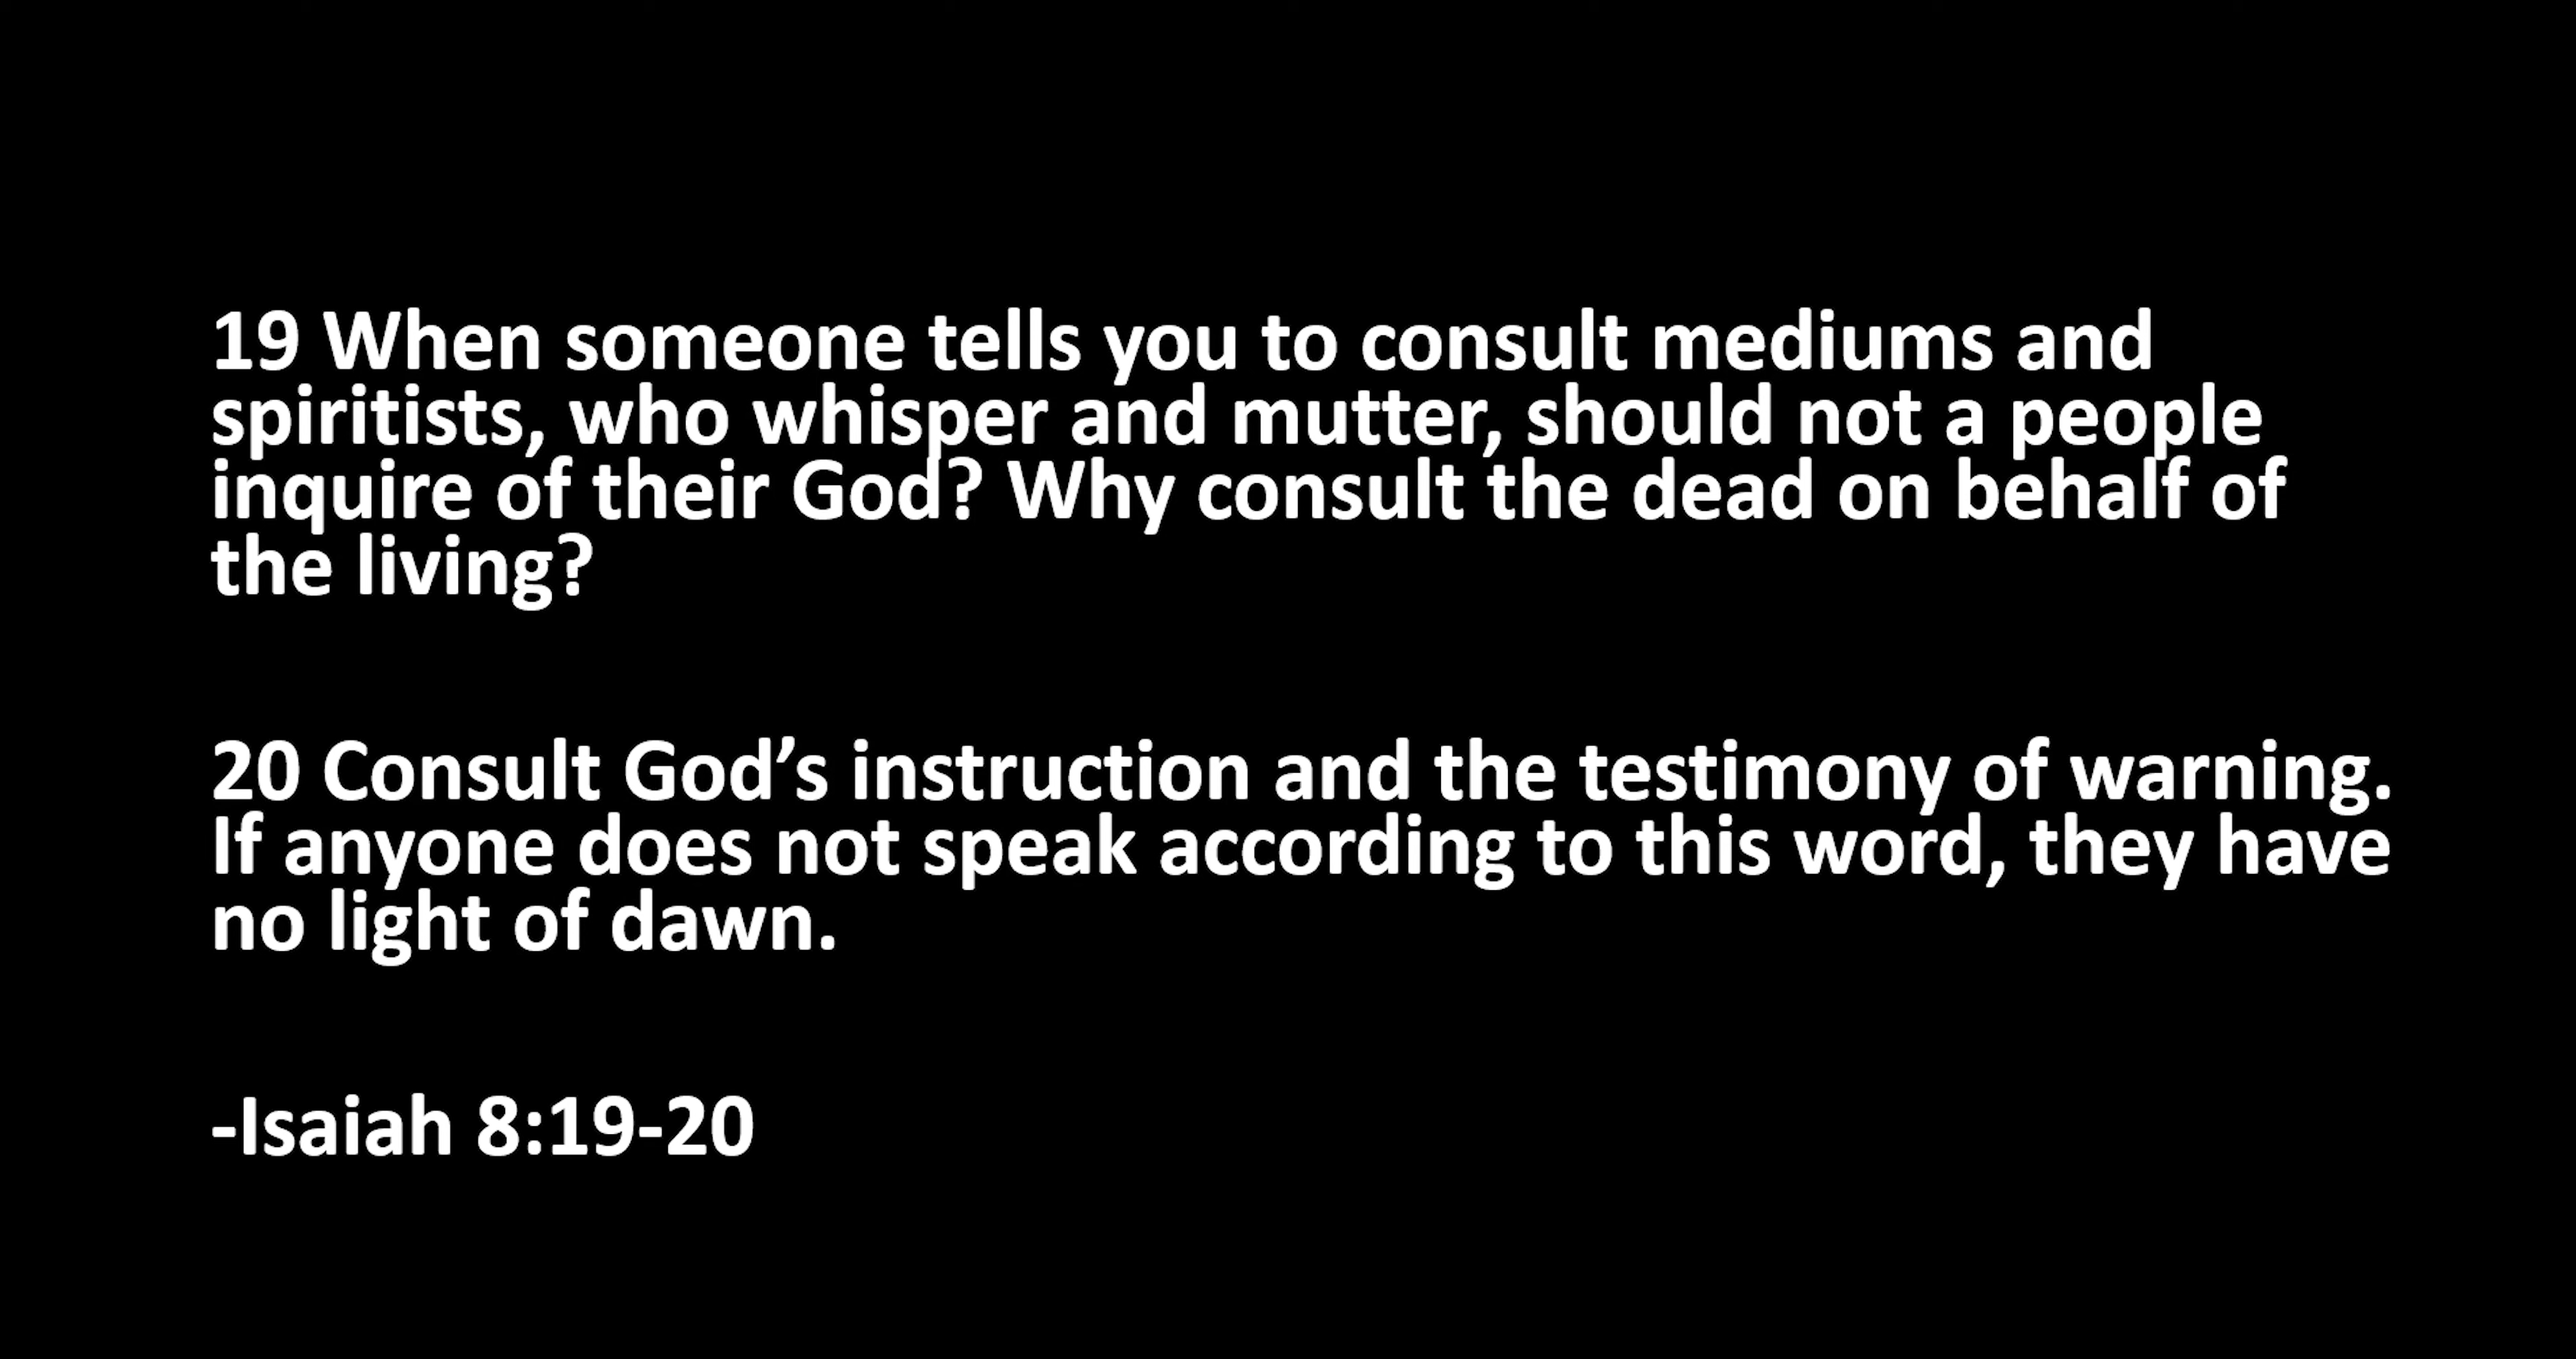 19 When someone tells you to consult mediums and
spiritists, who whisper and mutter, should not a people
inquire of their God? Why consult the dead on behalf of
the living?
20 Consult God’s instruction and the testimony of warning.
If anyone does not speak according to this word, they have
no light of dawn.
-Isaiah 8:19-20